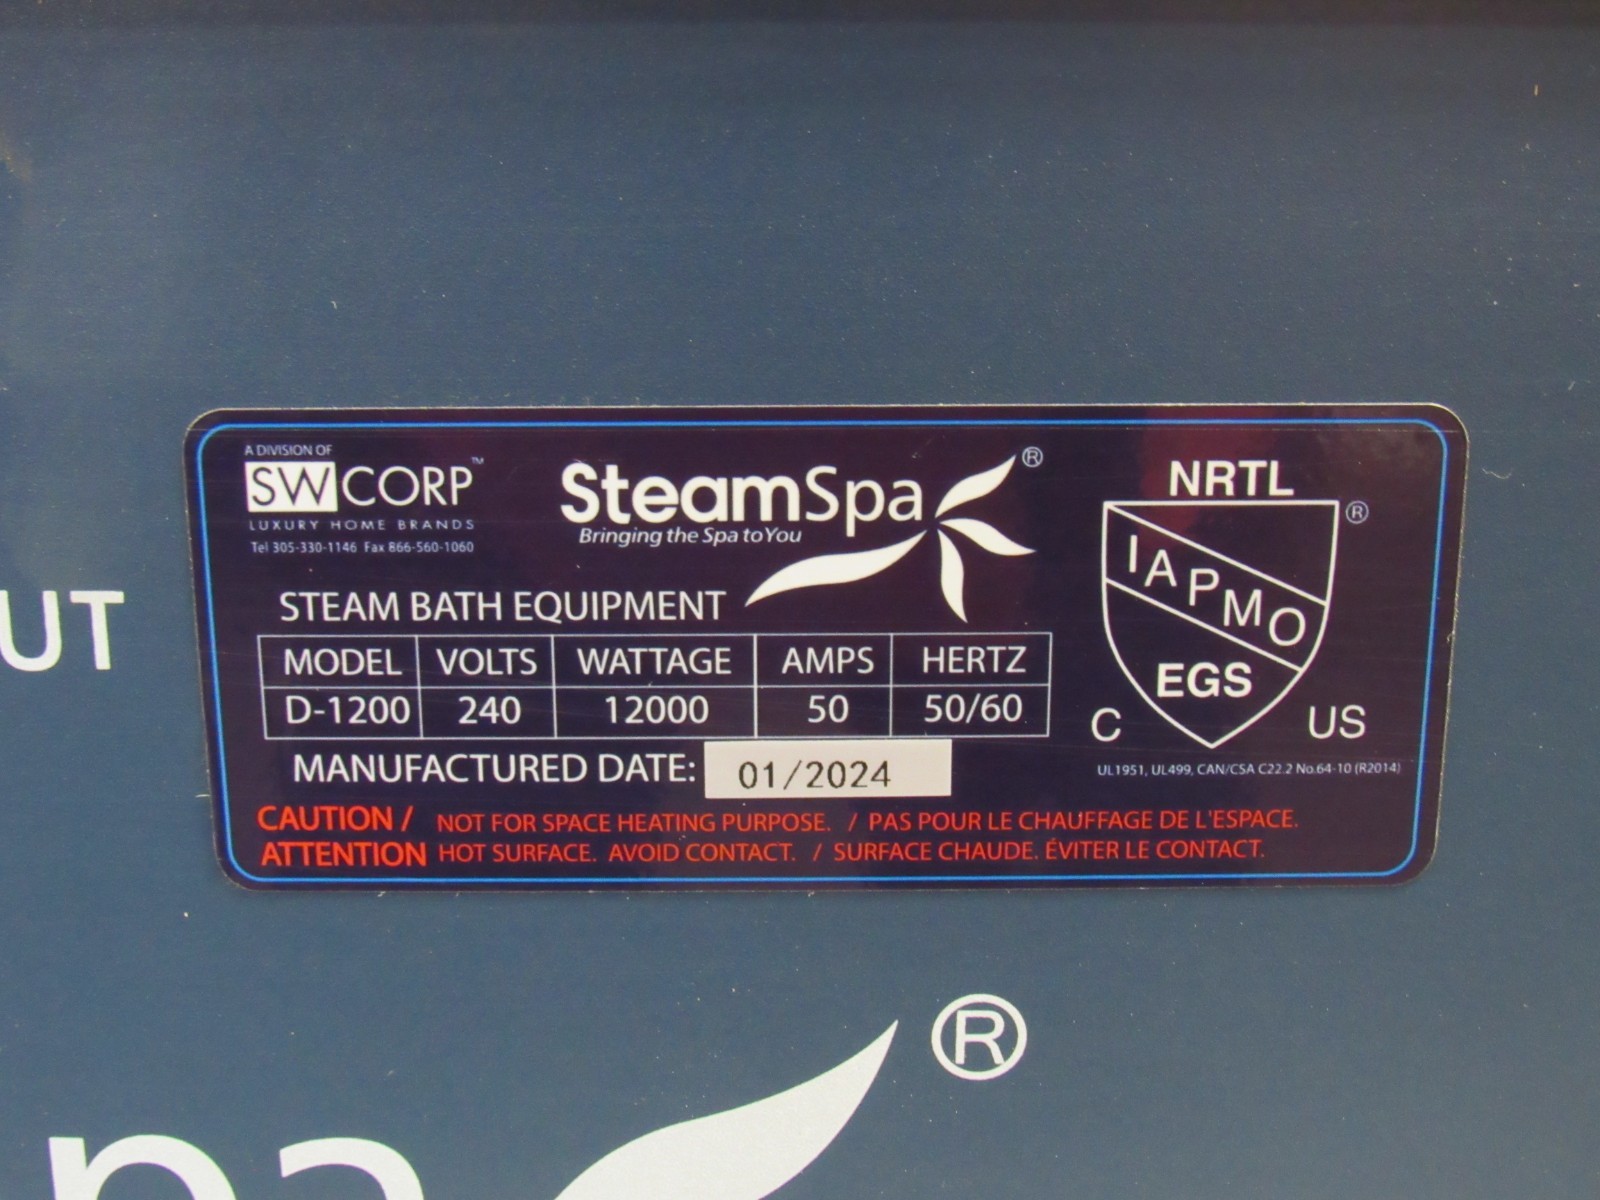 A DIVISION OF
SWCORP™
LUXURY HOME BRANDS
Tel 305-330-1146 Fax 866-560-1060
SteamSpa®
Bringing the Spa to You
STEAM BATH EQUIPMENT
MODEL VOLTS WATTAGE AMPS HERTZ
D-1200 240 12000 50 50/60
MANUFACTURED DATE: 01/2024
CAUTION / NOT FOR SPACE HEATING PURPOSE. / PAS POUR LE CHAUFFAGE DE L'ESPACE.
ATTENTION HOT SURFACE. AVOID CONTACT. / SURFACE CHAUDE. ÉVITER LE CONTACT.
NRTL
®
IAPMO
EGS
C US
UL1951, UL499, CAN/CSA C22.2 No.64-10 (R2014)
UT
pa ®